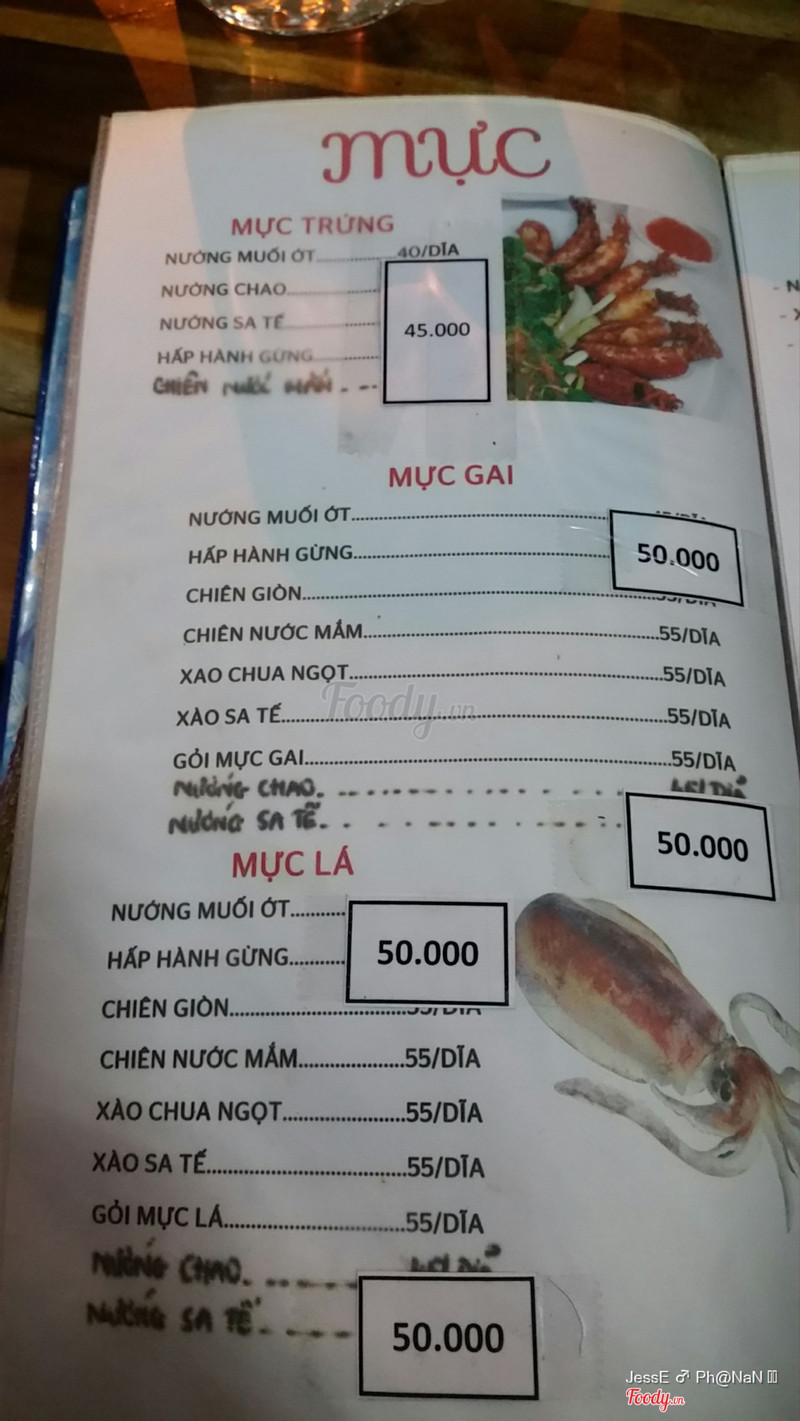 mực
MỰC TRỨNG
NƯỚNG MUỐI ỚT...............40/DĨA
NƯỚNG CHAO
NƯỚNG SA TẾ
HẤP HÀNH GỪNG
45.000
CHIÊN NƯỚC MẮM
MỰC GAI
NƯỚNG MUỐI ỚT
HẤP HÀNH GỪNG
50.000
CHIÊN GIÒN
CHIÊN NƯỚC MẮM...............55/DĨA
XAO CHUA NGỌT...............55/DĨA
XÀO SA TẾ...............55/DĨA
GỎI MỰC GAI...............55/DĨA
NƯỚNG CHAO.
NƯỚNG SA TẾ.
50.000
MỰC LÁ
NƯỚNG MUỐI ỚT
HẤP HÀNH GỪNG
50.000
CHIÊN GIÒN
CHIÊN NƯỚC MẮM...............55/DĨA
XÀO CHUA NGỌT...............55/DĨA
XÀO SA TẾ...............55/DĨA
GỎI MỰC LÁ...............55/DĨA
NƯỚNG CHAO.
NƯỚNG SA TẾ.
50.000
Foody.vn
JessE ♂ Ph@NaN
Foody.vn